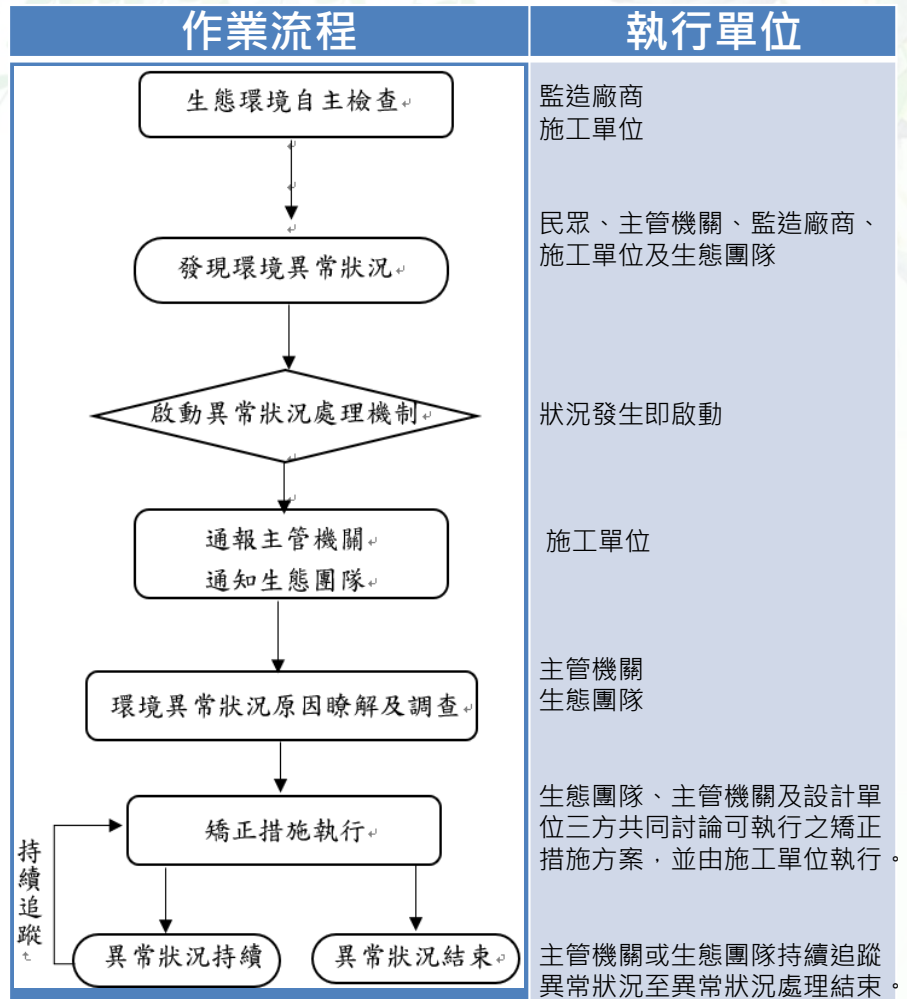 作業流程
執行單位
生態環境自主檢查
監造廠商
施工單位
發現環境異常狀況
民眾、主管機關、監造廠商、
施工單位及生態團隊
啟動異常狀況處理機制
狀況發生即啟動
通報主管機關
通知生態團隊
施工單位
環境異常狀況原因瞭解及調查
主管機關
生態團隊
矯正措施執行
生態團隊、主管機關及設計單
位三方共同討論可執行之矯正
措施方案，並由施工單位執行。
持續追蹤
異常狀況持續
異常狀況結束
主管機關或生態團隊持續追蹤
異常狀況至異常狀況處理結束。